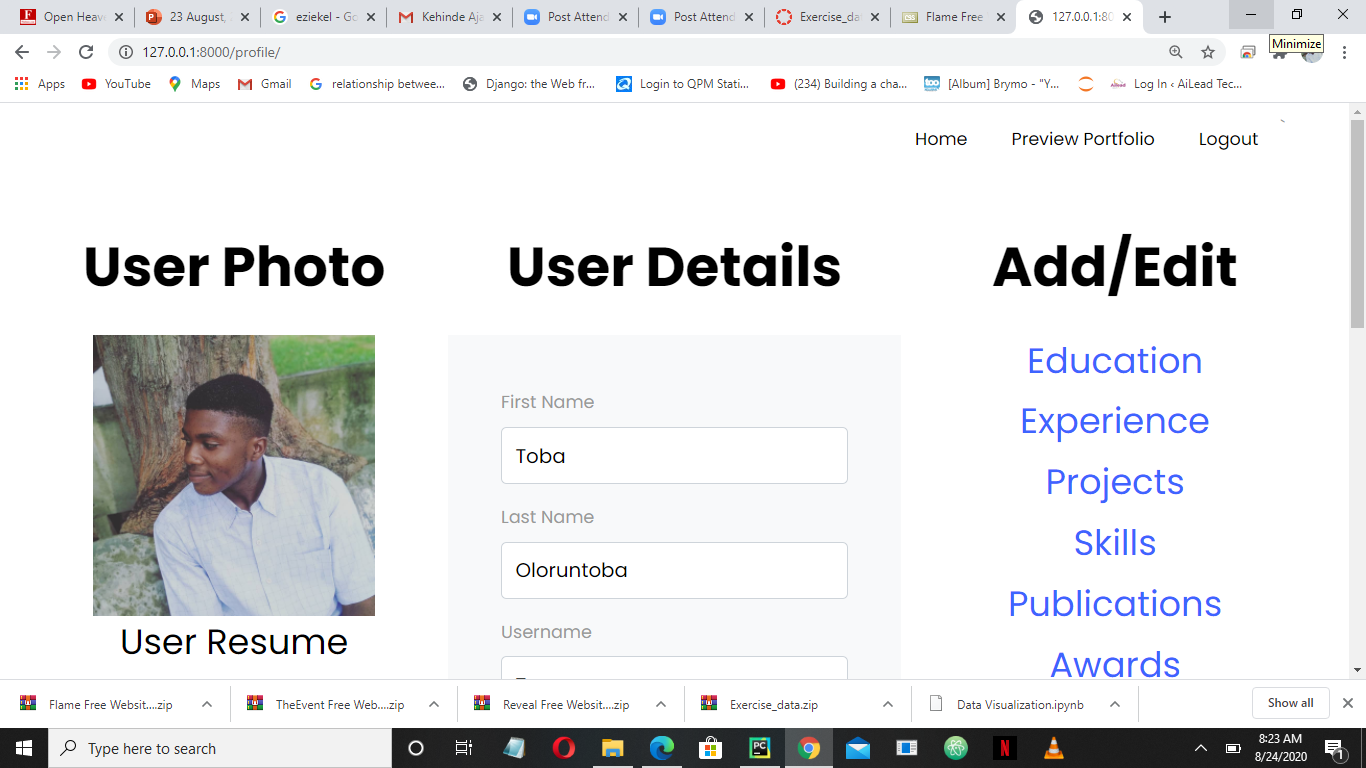 Open Heav
23 August,
eziekel - Go
Kehinde Aja
Post Attend
Post Attend
Exercise_dat
Flame Free
127.0.0.1:80
Minimize
127.0.0.1:8000/profile/
Apps
YouTube
Maps
Gmail
relationship betwee...
Django: the Web fr...
Login to QPM Stati...
(234) Building a cha...
[Album] Brymo - "Y...
Log In ‹ AiLead Tec...
Home
Preview Portfolio
Logout
User Photo
User Details
Add/Edit
First Name
Toba
Last Name
Oloruntoba
Username
User Resume
Education
Experience
Projects
Skills
Publications
Awards
Flame Free Websit....zip
TheEvent Free Web....zip
Reveal Free Websit....zip
Exercise_data.zip
Data Visualization.ipynb
Show all
Type here to search
8:23 AM
8/24/2020
1